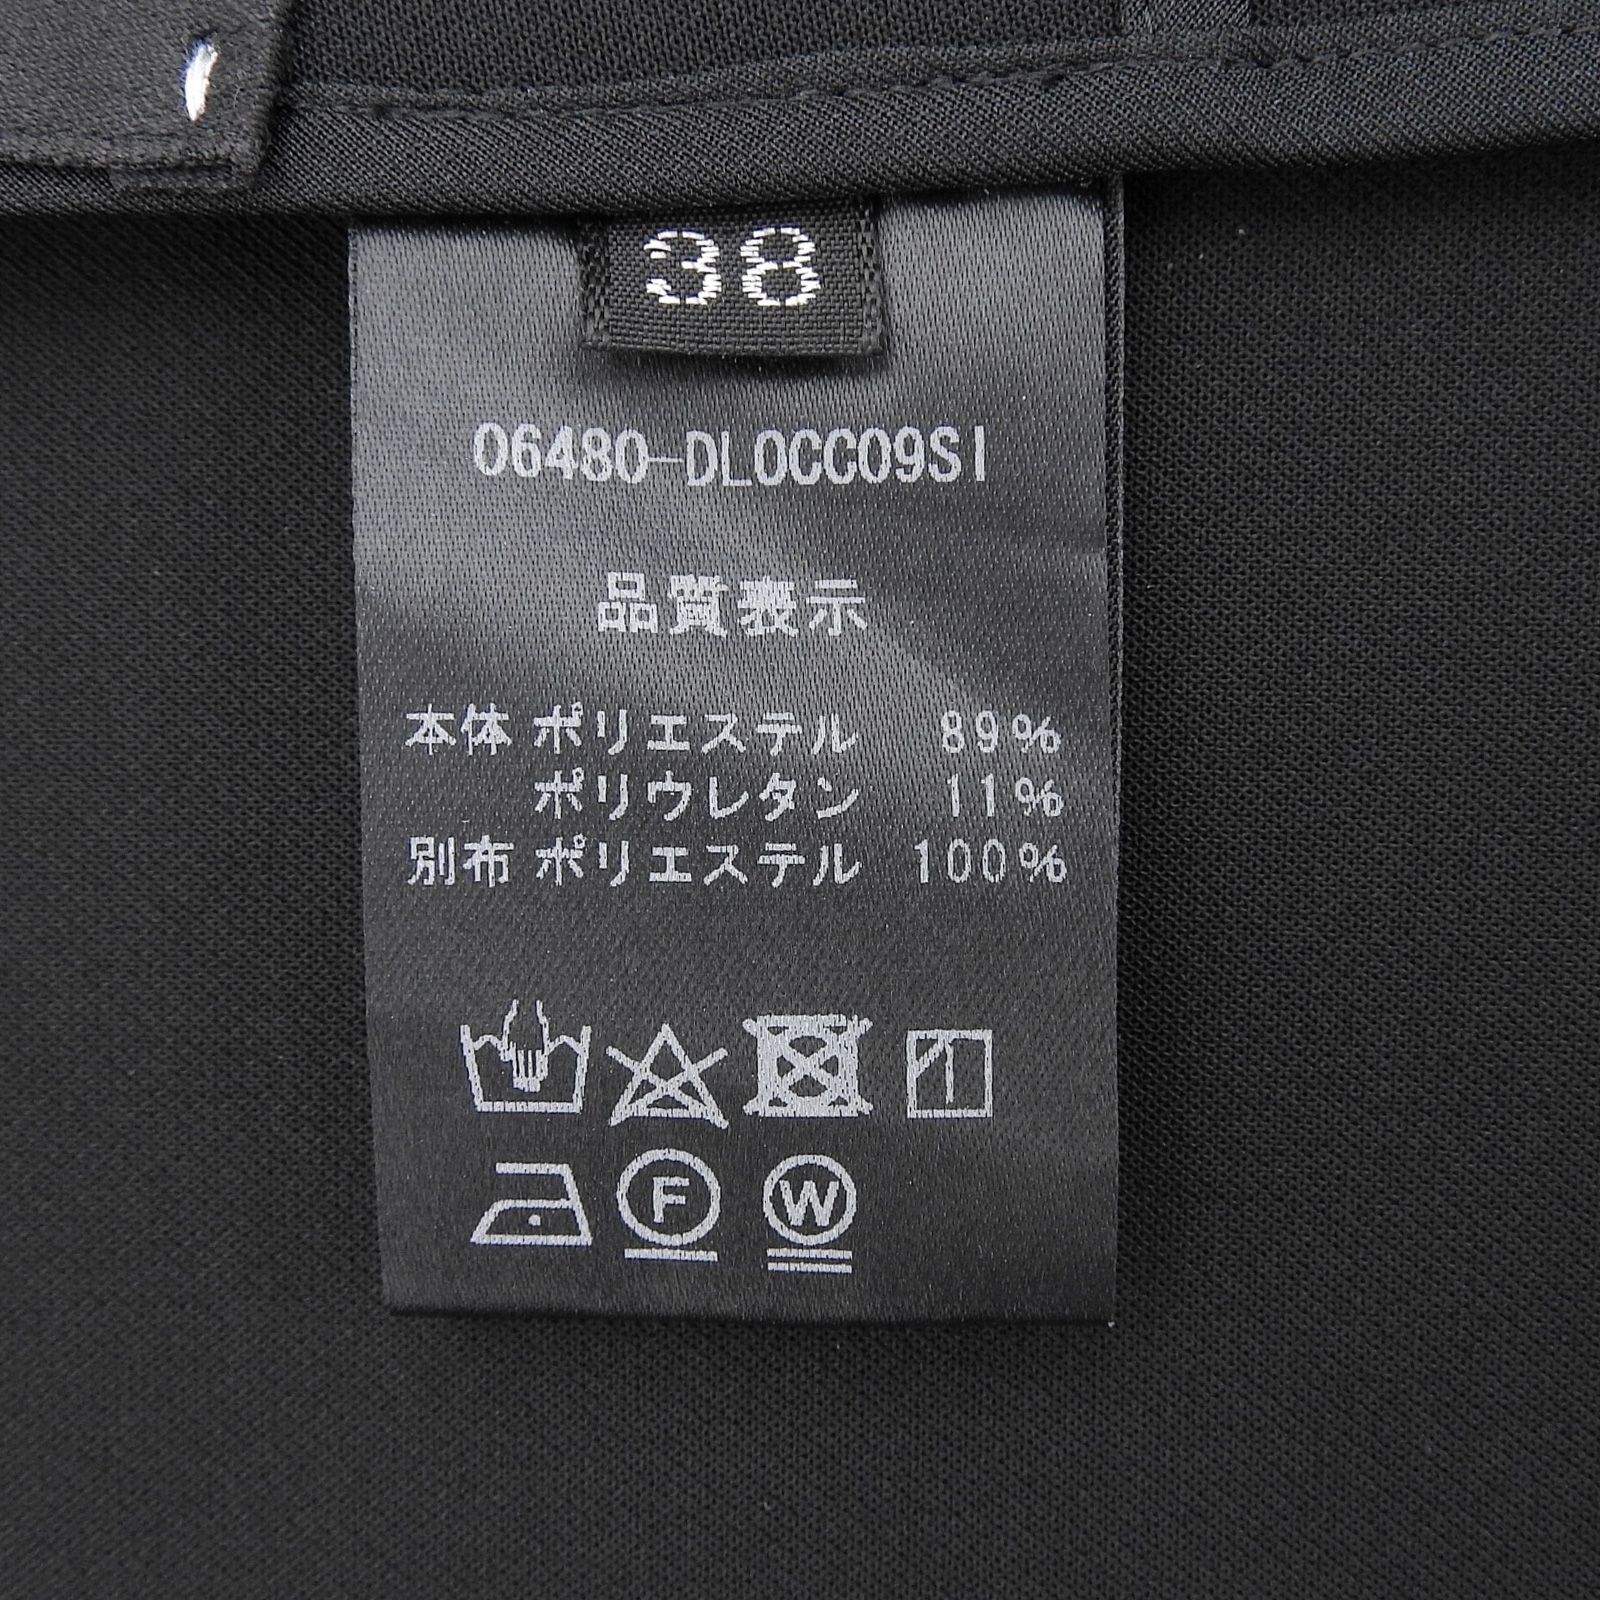 38
06480-DL0CC09SI
品質表示
本体 ポリエステル 89%
ポリウレタン 11%
別布 ポリエステル 100%
F W